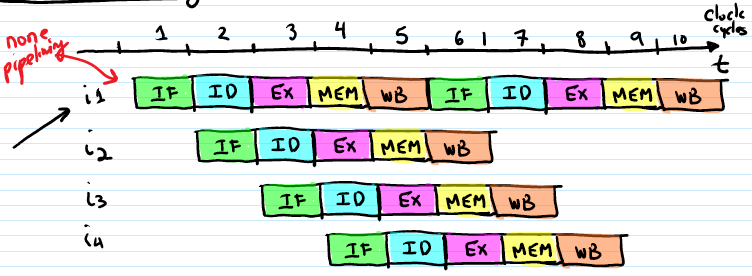 1 2 3 4 5 6 7 8 9 10 clock cycles
none pipelining
t
i1 IF ID EX MEM WB IF ID EX MEM WB
i2 IF ID EX MEM WB
i3 IF ID EX MEM WB
i4 IF ID EX MEM WB